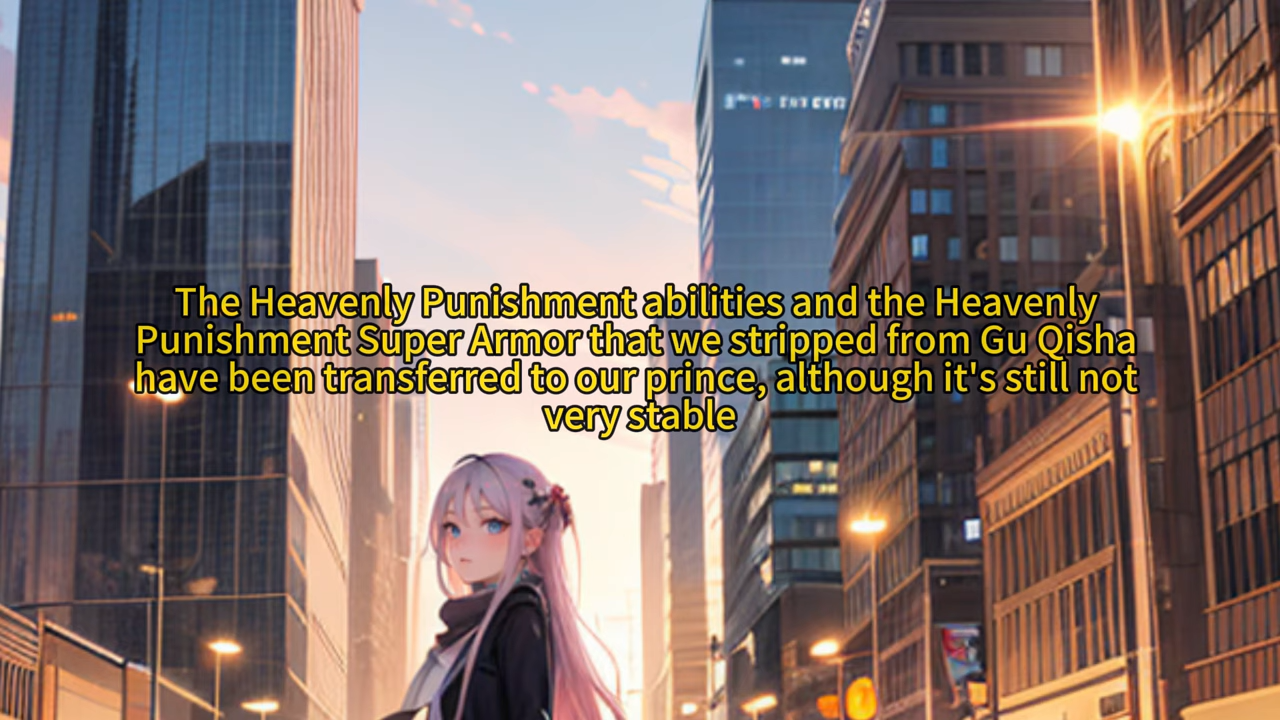 The Heavenly Punishment abilities and the Heavenly
Punishment Super Armor that we stripped from Gu Qisha
have been transferred to our prince, although it's still not
very stable